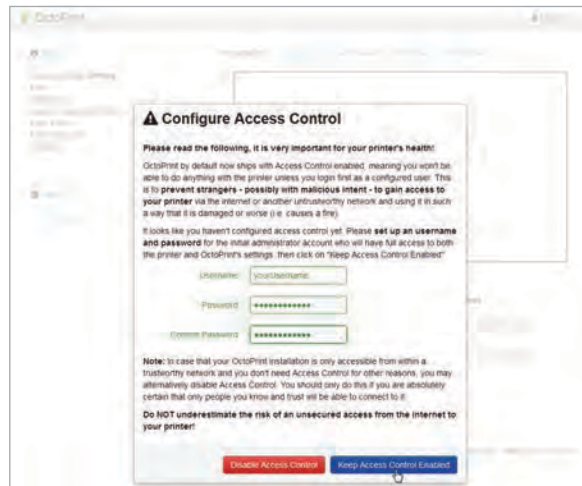 OctoPrint
Configure Access Control
Please read the following, it is very important for your printer's health!
OctoPrint by default now ships with Access Control enabled, meaning you won't be
able to do anything with the printer unless you login first as a configured user. This
is to prevent strangers - possibly with malicious intent - to gain access to
your printer via the internet or another untrustworthy network and using it in such
a way that it is damaged or worse (i.e. causes a fire).
It looks like you haven't configured access control yet. Please set up an username
and password for the initial administrator account who will have full access to both
the printer and OctoPrint's settings, then click on "Keep Access Control Enabled"
Username yourUsername
Password ••••••••••••
Confirm Password ••••••••••••
Note: In case that your OctoPrint installation is only accessible from within a
trustworthy network and you don't need Access Control for other reasons, you may
alternatively disable Access Control. You should only do this if you are absolutely
certain that only people you know and trust will be able to connect to it.
Do NOT underestimate the risk of an unsecured access from the internet to
your printer!
Disable Access Control Keep Access Control Enabled